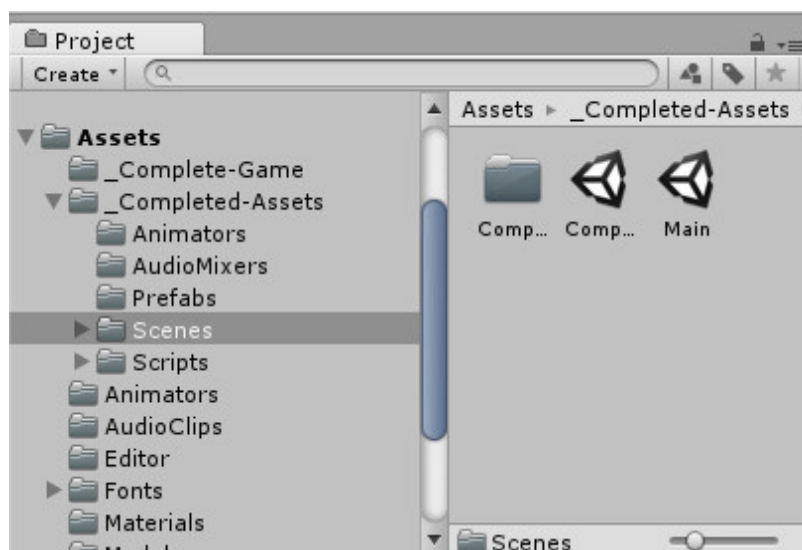 Project
Create
Assets ▸ _Completed-Assets
Assets
_Complete-Game
_Completed-Assets
Animators
AudioMixers
Prefabs
Scenes
Scripts
Animators
AudioClips
Editor
Fonts
Materials
Comp... Comp... Main
Scenes